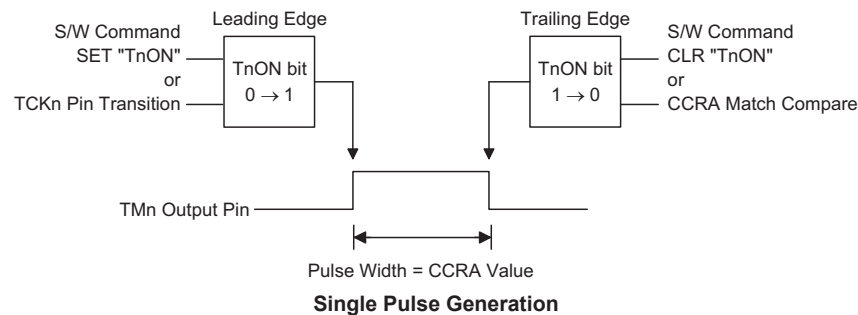 Leading Edge
S/W Command
SET "TnON"
or
TCKn Pin Transition
TnON bit
0 → 1
Trailing Edge
TnON bit
1 → 0
S/W Command
CLR "TnON"
or
CCRA Match Compare
TMn Output Pin
Pulse Width = CCRA Value
Single Pulse Generation